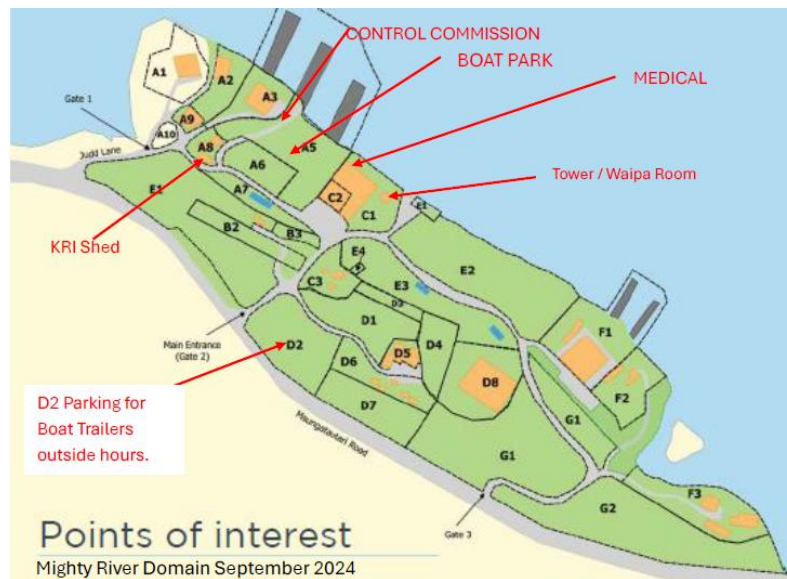 CONTROL COMMISSION
BOAT PARK
MEDICAL
A1
A2
Gate 1
A3
A9
A10
Judd Lane
A8
A5
A6
Tower / Waipa Room
E1
A7
C2
C1
E1
KRI Shed
B2
B3
E4
E2
C3
E3
D3
F1
Main Entrance
(Gate 2)
D1
D2
D4
D5
D6
D8
F2
D2 Parking for
Boat Trailers
outside hours.
D7
G1
Maungatautari Road
G1
F3
G2
Points of interest
Gate 3
Mighty River Domain September 2024